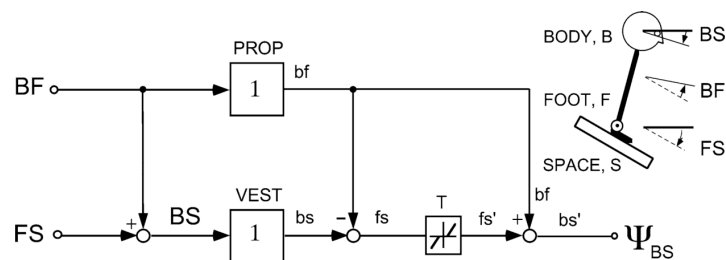 BODY, B
BS
PROP
BF
1
bf
BF
FOOT, F
FS
SPACE, S
VEST
T
bf
FS
+
BS
1
bs
−
fs
fs'
+
bs'
Ψ BS